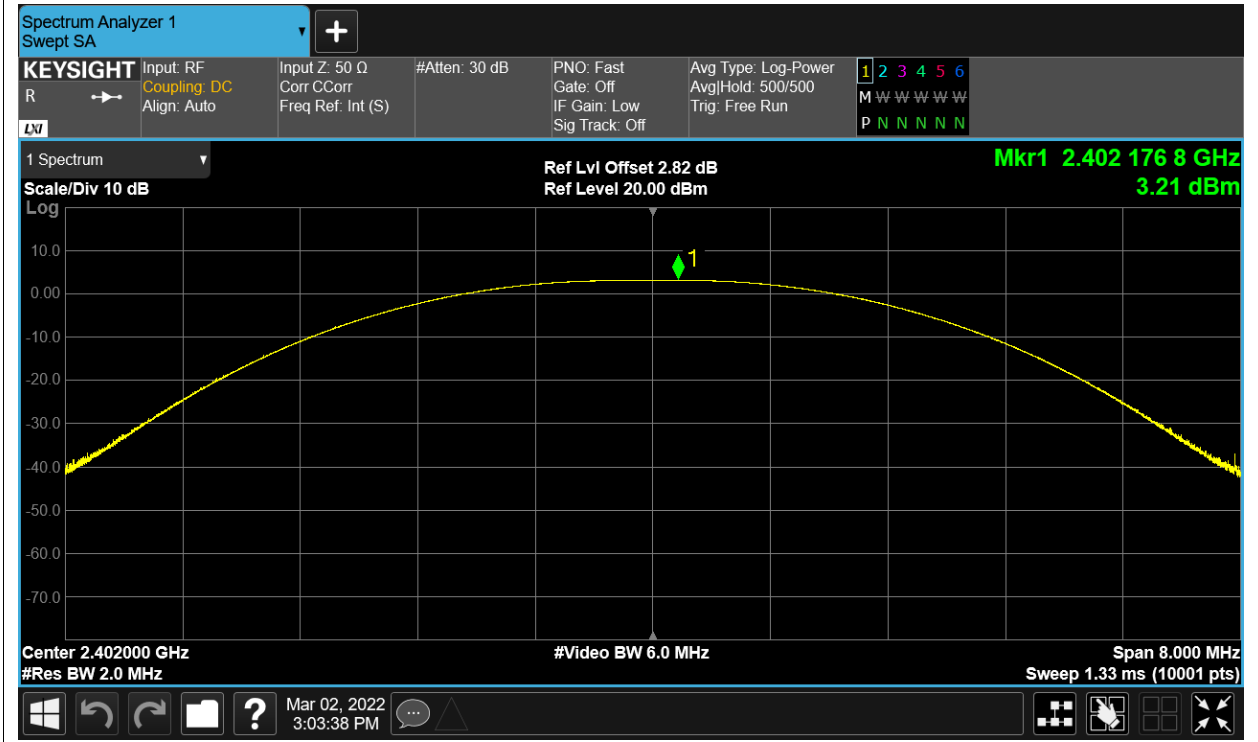 Spectrum Analyzer 1
Swept SA
KEYSIGHT
R
LXI
Input: RF
Coupling: DC
Align: Auto
Input Z: 50 Ω
Corr CCorr
Freq Ref: Int (S)
#Atten: 30 dB
PNO: Fast
Gate: Off
IF Gain: Low
Sig Track: Off
Avg Type: Log-Power
Avg|Hold: 500/500
Trig: Free Run
1 2 3 4 5 6
M W W W W W W
P N N N N N N
1 Spectrum
Scale/Div 10 dB
Log
Ref Lvl Offset 2.82 dB
Ref Level 20.00 dBm
Mkr1 2.402 176 8 GHz
3.21 dBm
1
10.0
0.00
-10.0
-20.0
-30.0
-40.0
-50.0
-60.0
-70.0
Center 2.402000 GHz
#Res BW 2.0 MHz
#Video BW 6.0 MHz
Span 8.000 MHz
Sweep 1.33 ms (10001 pts)
?
Mar 02, 2022
3:03:38 PM